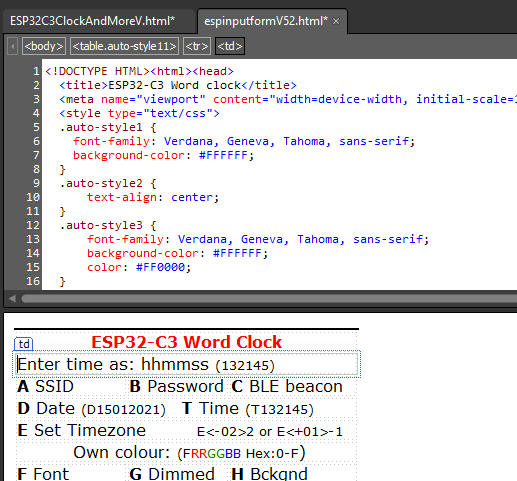 ESP32C3ClockAndMoreV.html* espinputformV52.html* ×
<body> <table.auto-style11> <tr> <td>
1 <!DOCTYPE HTML><html><head>
2 <title>ESP32-C3 Word clock</title>
3 <meta name="viewport" content="width=device-width, initial-scale=1
4 <style type="text/css">
5 .auto-style1 {
6 font-family: Verdana, Geneva, Tahoma, sans-serif;
7 background-color: #FFFFFF;
8 }
9 .auto-style2 {
10 text-align: center;
11 }
12 .auto-style3 {
13 font-family: Verdana, Geneva, Tahoma, sans-serif;
14 background-color: #FFFFFF;
15 color: #FF0000;
16 }
td ESP32-C3 Word Clock
Enter time as: hhmmss (132145)
A SSID B Password C BLE beacon
D Date (D15012021) T Time (T132145)
E Set Timezone E<-02>2 or E<+01>-1
Own colour: (FRRGGBB Hex:0-F)
F Font G Dimmed H Bckgnd